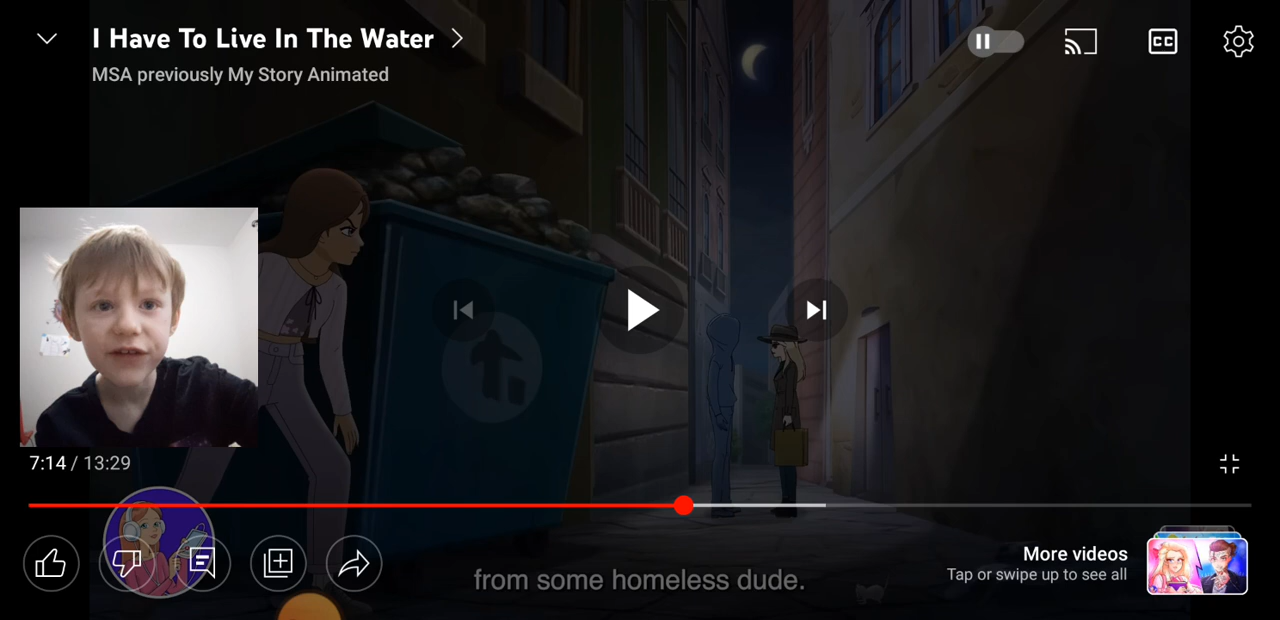 I Have To Live In The Water
MSA previously My Story Animated
CC
7:14 / 13:29
More videos
Tap or swipe up to see all
from some homeless dude.